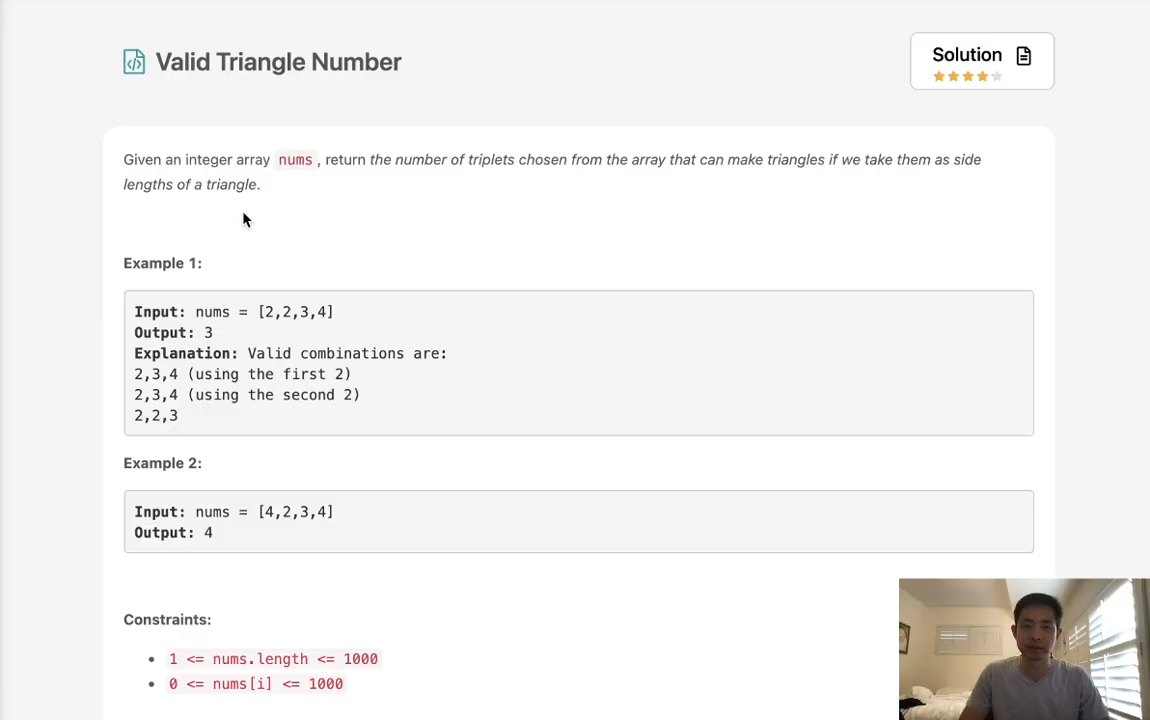 Valid Triangle Number
Solution
Given an integer array nums, return the number of triplets chosen from the array that can make triangles if we take them as side
lengths of a triangle.
Example 1:
Input: nums = [2,2,3,4]
Output: 3
Explanation: Valid combinations are:
2,3,4 (using the first 2)
2,3,4 (using the second 2)
2,2,3
Example 2:
Input: nums = [4,2,3,4]
Output: 4
Constraints:
• 1 <= nums.length <= 1000
• 0 <= nums[i] <= 1000